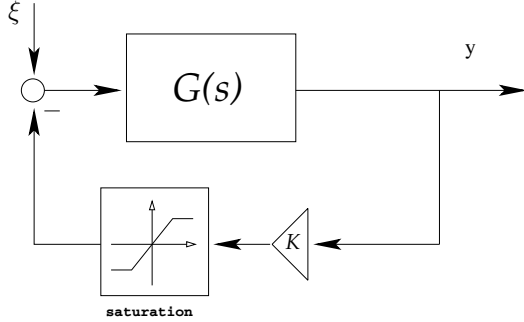 ξ
y
G(s)
K
saturation